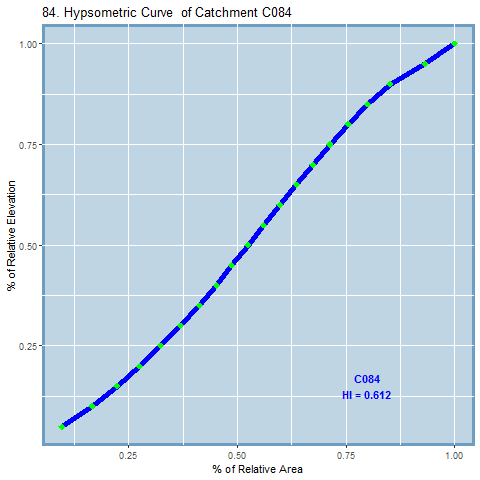 84. Hypsometric Curve of Catchment C084
% of Relative Elevation
1.00
0.75
0.50
0.25
C084
HI = 0.612
0.25 0.50 0.75 1.00
% of Relative Area